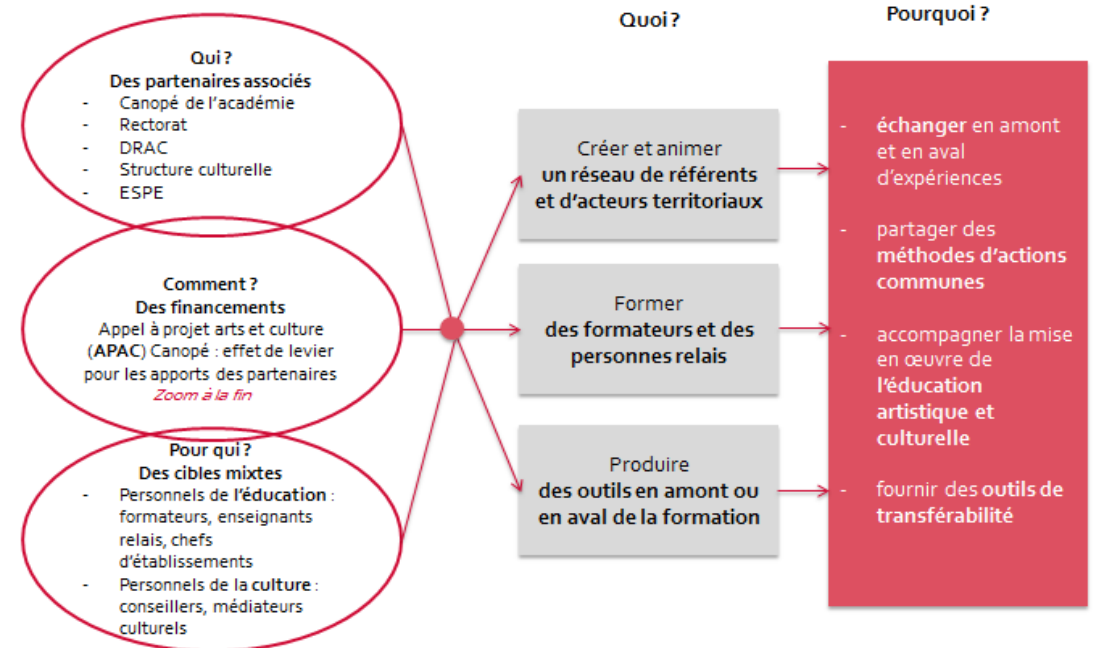 Qui ?
Des partenaires associés
- Canopé de l'académie
- Rectorat
- DRAC
- Structure culturelle
- ESPE
Comment ?
Des financements
Appel à projet arts et culture
(APAC) Canopé : effet de levier
pour les apports des partenaires
Zoom à la fin
Pour qui ?
Des cibles mixtes
- Personnels de l'éducation :
formateurs, enseignants
relais, chefs
d'établissements
- Personnels de la culture :
conseillers, médiateurs
culturels
Quoi ?
Créer et animer
un réseau de référents
et d'acteurs territoriaux
Former
des formateurs et des
personnes relais
Produire
des outils en amont ou
en aval de la formation
Pourquoi ?
- échanger en amont
et en aval
d'expériences
- partager des
méthodes d'actions
communes
- accompagner la mise
en œuvre de
l'éducation
artistique et
culturelle
- fournir des outils de
transférabilité